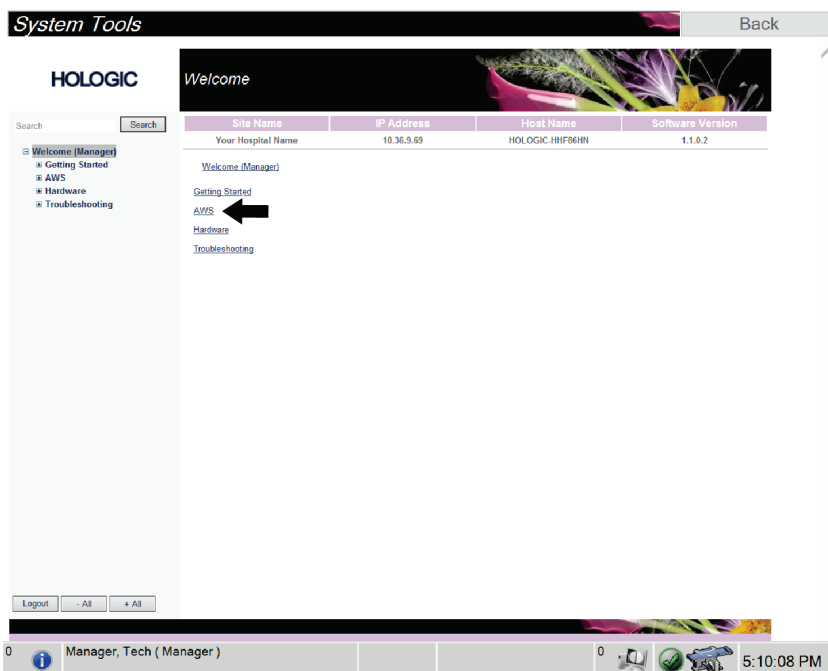 System Tools
Back
HOLOGIC
Welcome
Search
Search
Welcome (Manager)
Getting Started
AWS
Hardware
Troubleshooting
Site Name IP Address Host Name Software Version
Your Hospital Name 10.36.9.69 HOLOGIC-HHF86HN 1.1.0.2
Welcome (Manager)
Getting Started
AWS
Hardware
Troubleshooting
Logout - All + All
0 Manager, Tech ( Manager ) 0 5:10:08 PM